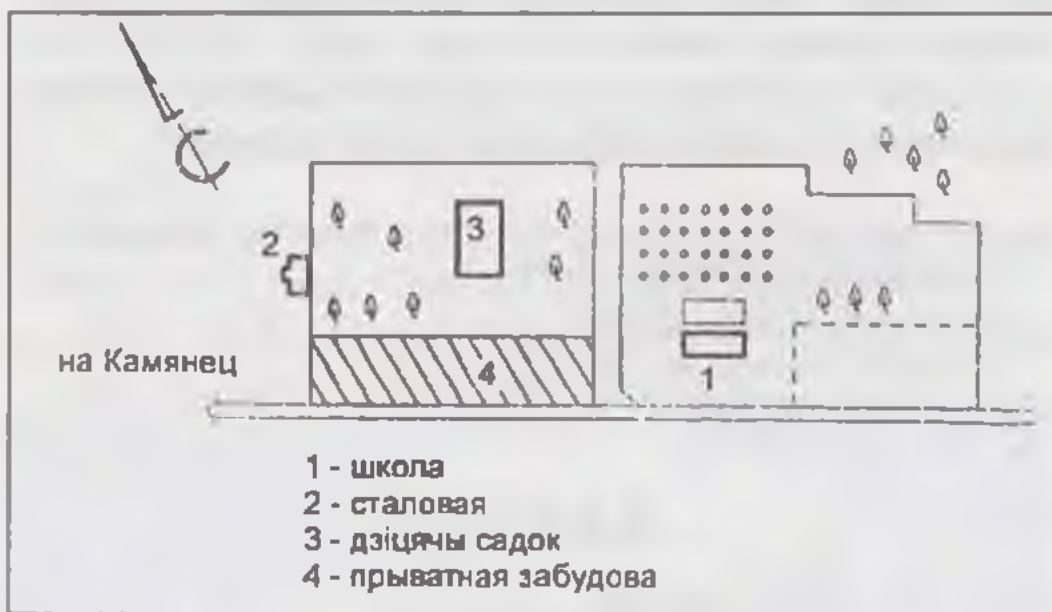 2
3
на Камянец
4
1
1 - школа
2 - сталовая
3 - дзіцячы садок
4 - прыватная забудова